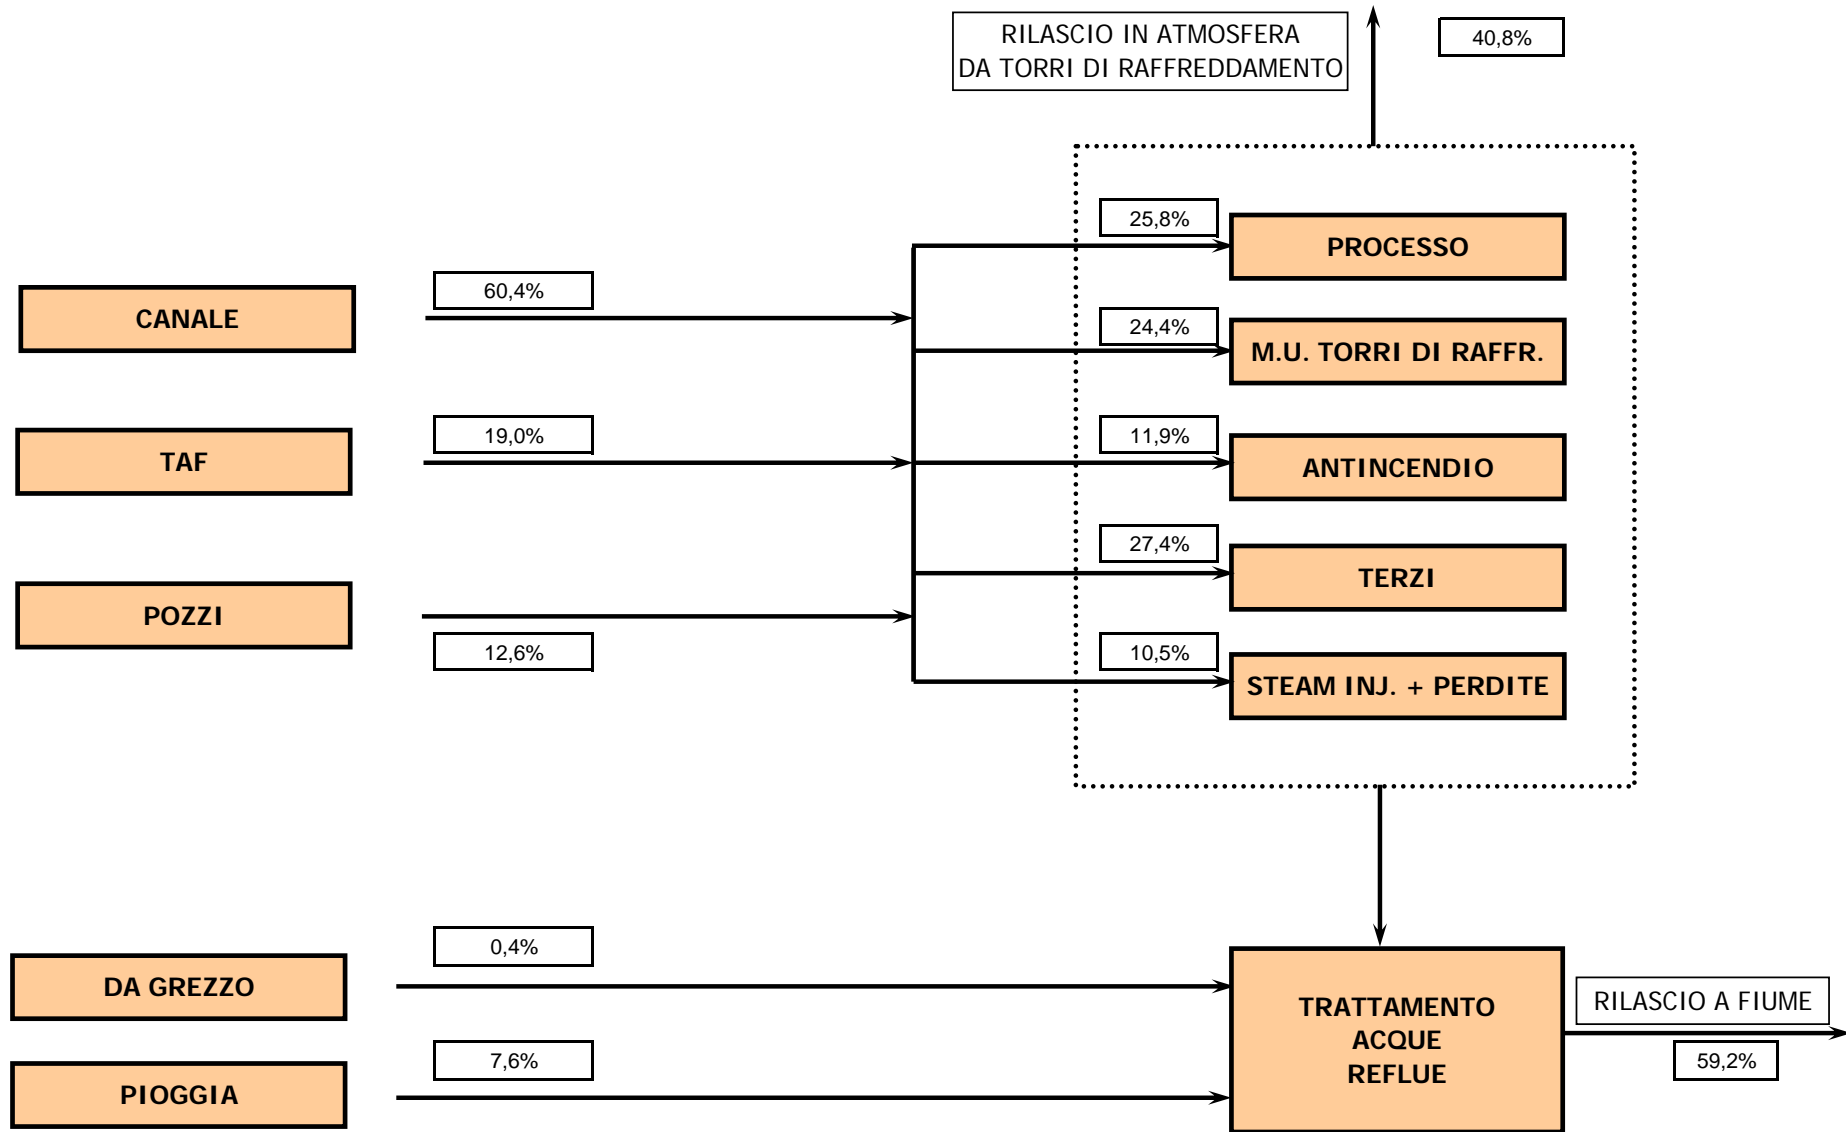 RILASCIO IN ATMOSFERA
DA TORRI DI RAFFREDDAMENTO
40,8%
25,8%
PROCESSO
60,4%
CANALE
24,4%
M.U. TORRI DI RAFFR.
19,0%
TAF
11,9%
ANTINCENDIO
27,4%
TERZI
POZZI
12,6%
10,5%
STEAM INJ. + PERDITE
0,4%
DA GREZZO
7,6%
PIOGGIA
TRATTAMENTO
ACQUE
REFLUE
RILASCIO A FIUME
59,2%